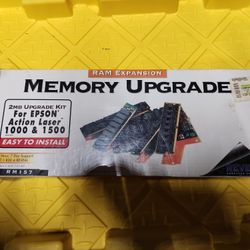 RAM EXPANSION
MEMORY UPGRADE
2MB UPGRADE KIT
For EPSON
Action Laser
1000 & 1500
EASY TO INSTALL
RM157